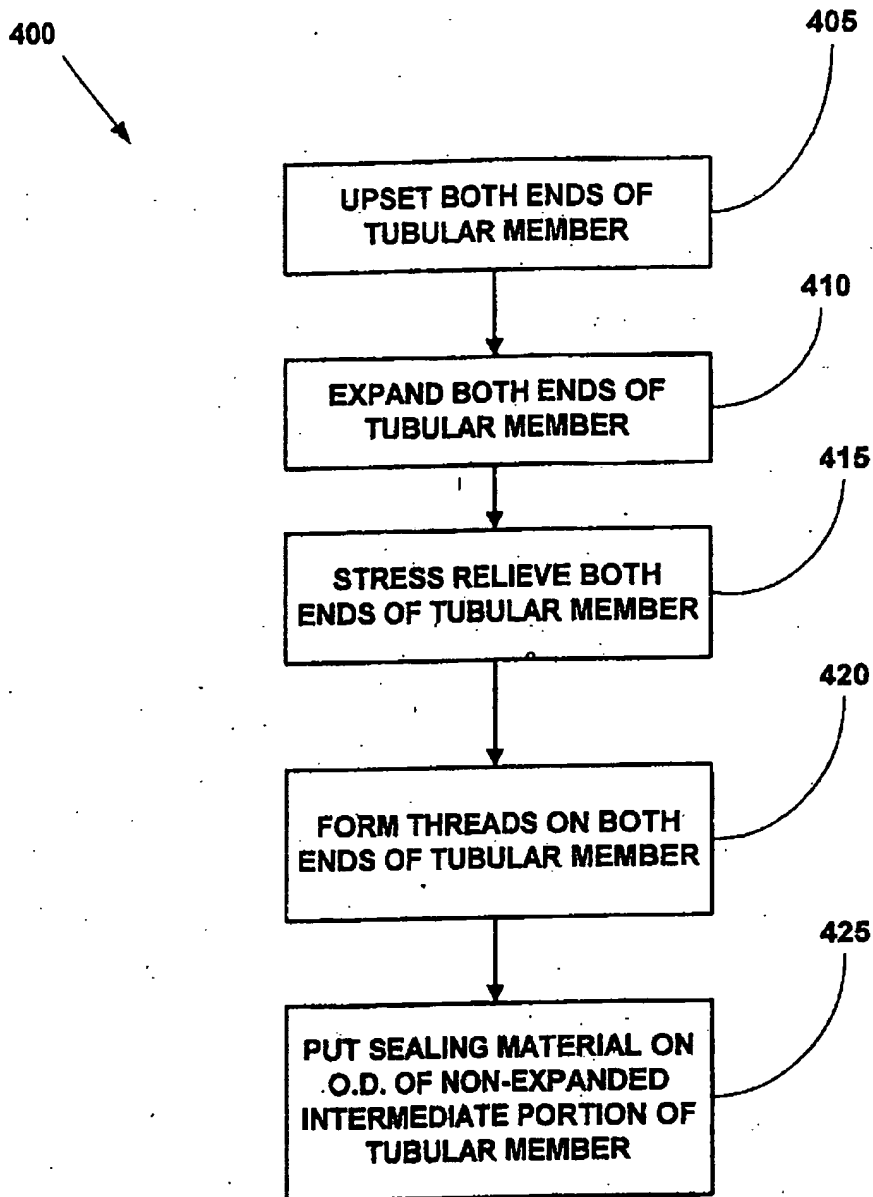 400
405
UPSET BOTH ENDS OF
TUBULAR MEMBER
410
EXPAND BOTH ENDS OF
TUBULAR MEMBER
415
STRESS RELIEVE BOTH
ENDS OF TUBULAR MEMBER
420
FORM THREADS ON BOTH
ENDS OF TUBULAR MEMBER
425
PUT SEALING MATERIAL ON
O.D. OF NON-EXPANDED
INTERMEDIATE PORTION OF
TUBULAR MEMBER